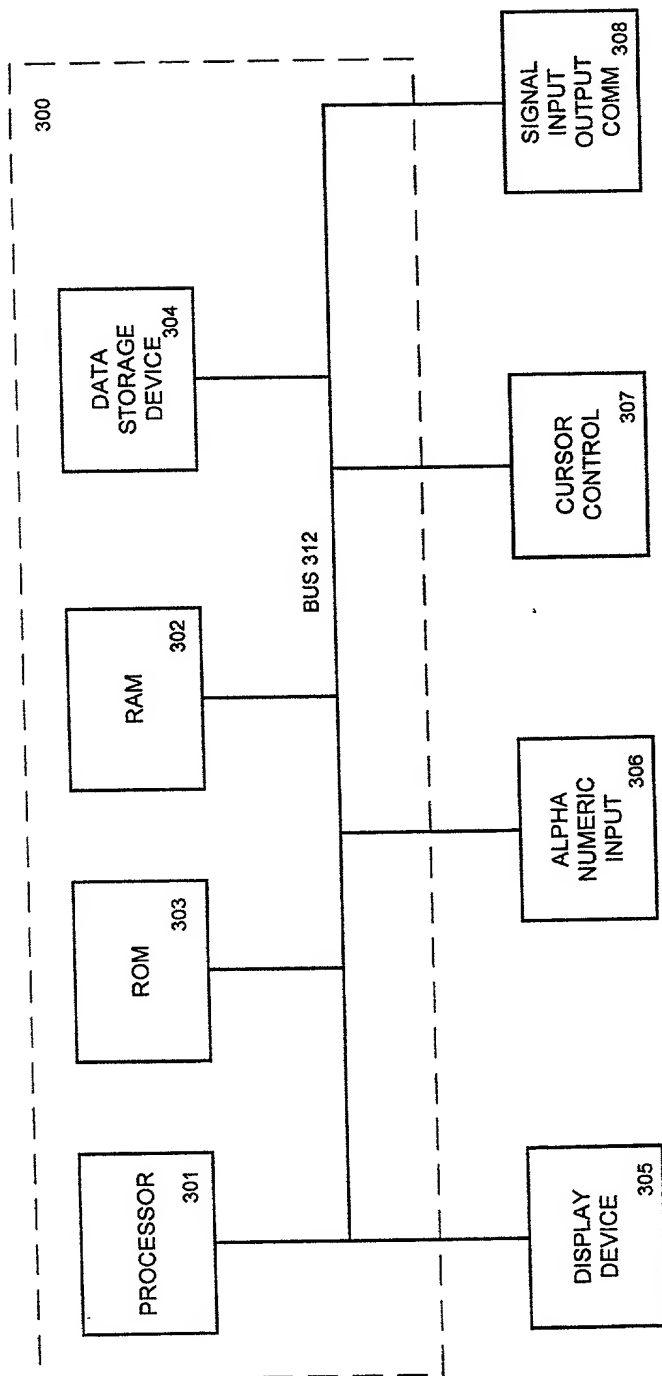 300
PROCESSOR
301
ROM
303
RAM
302
DATA
STORAGE
DEVICE
304
BUS 312
DISPLAY
DEVICE
305
ALPHA
NUMERIC
INPUT
306
CURSOR
CONTROL
307
SIGNAL
INPUT
OUTPUT
COMM
308